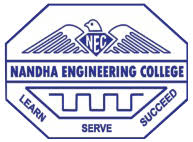 NEC
NANDHA ENGINEERING COLLEGE
LEARN
SERVE
SUCCEED